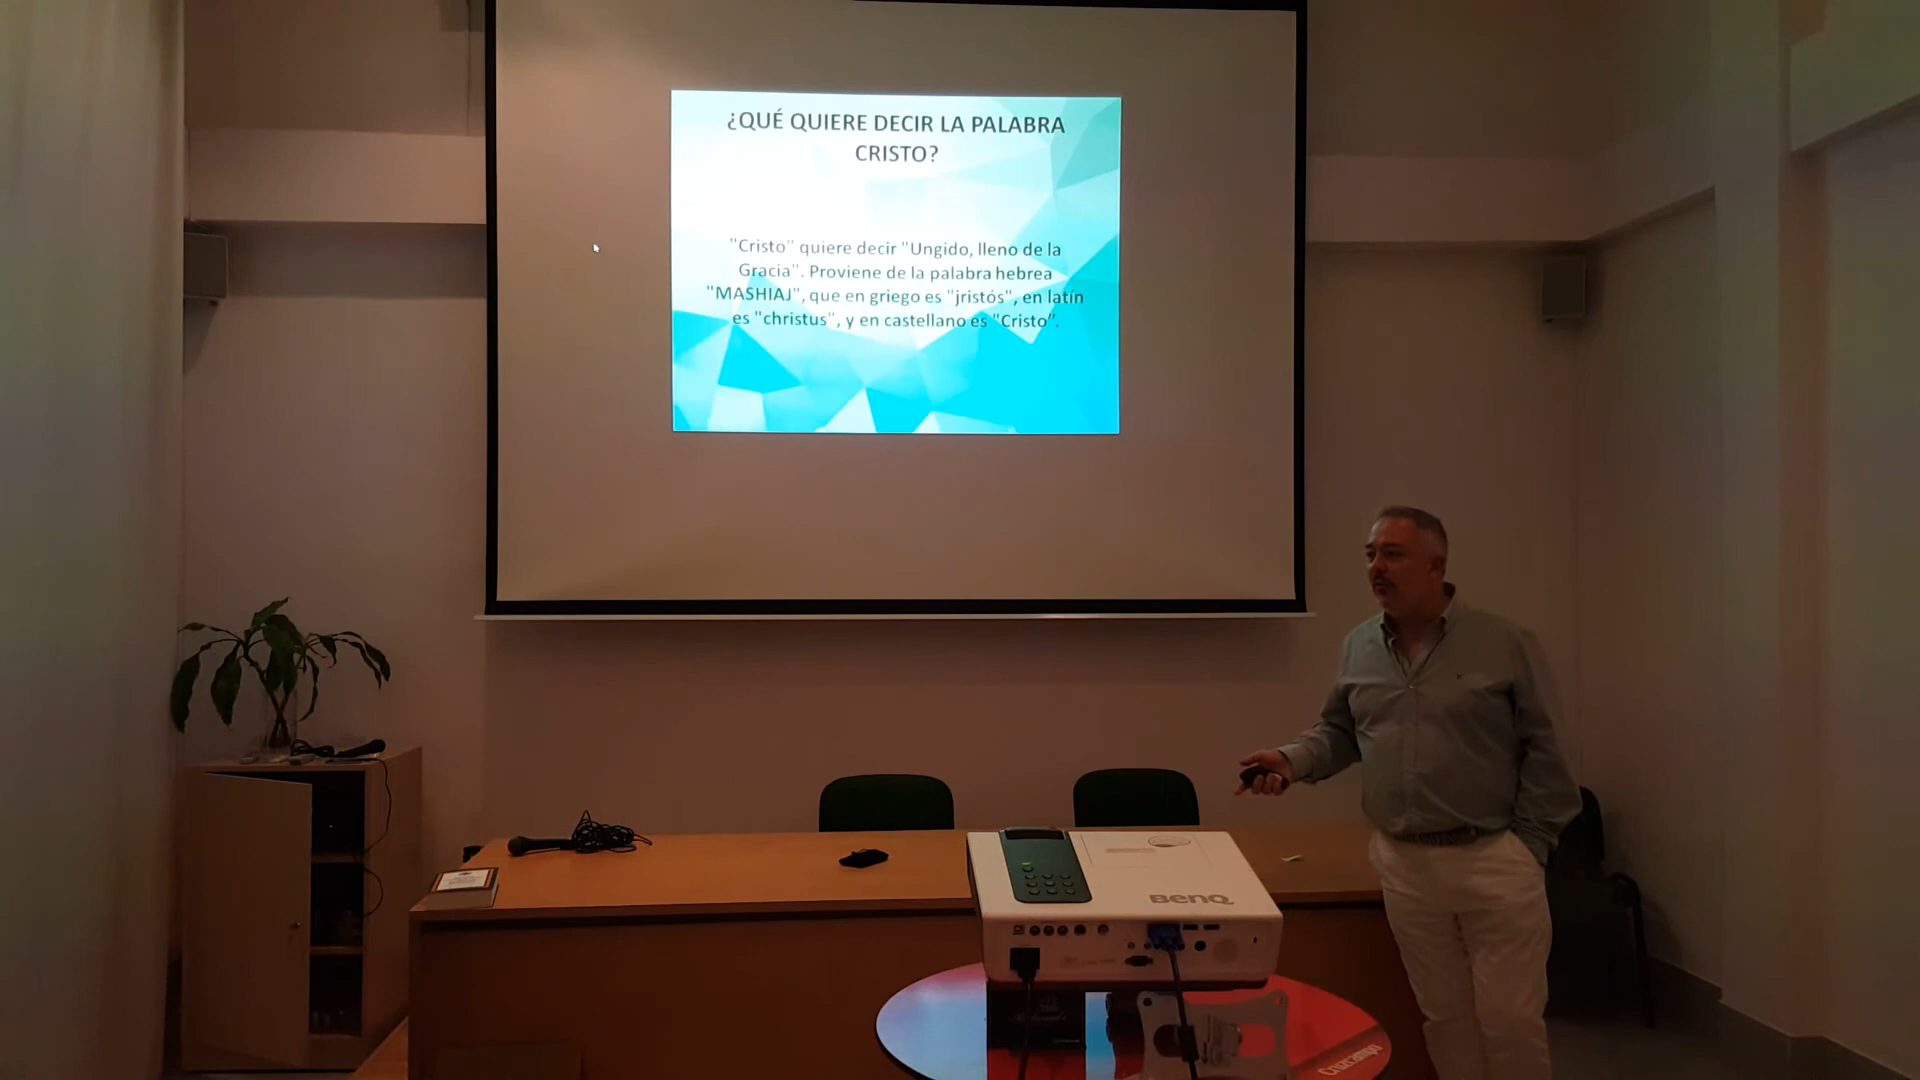 ¿QUÉ QUIERE DECIR LA PALABRA
CRISTO?
"Cristo" quiere decir "Ungido, lleno de la
Gracia". Proviene de la palabra hebrea
"MASHIAJ", que en griego es "jristós", en latín
es "christus", y en castellano es "Cristo".
BenQ
Cruzcampo